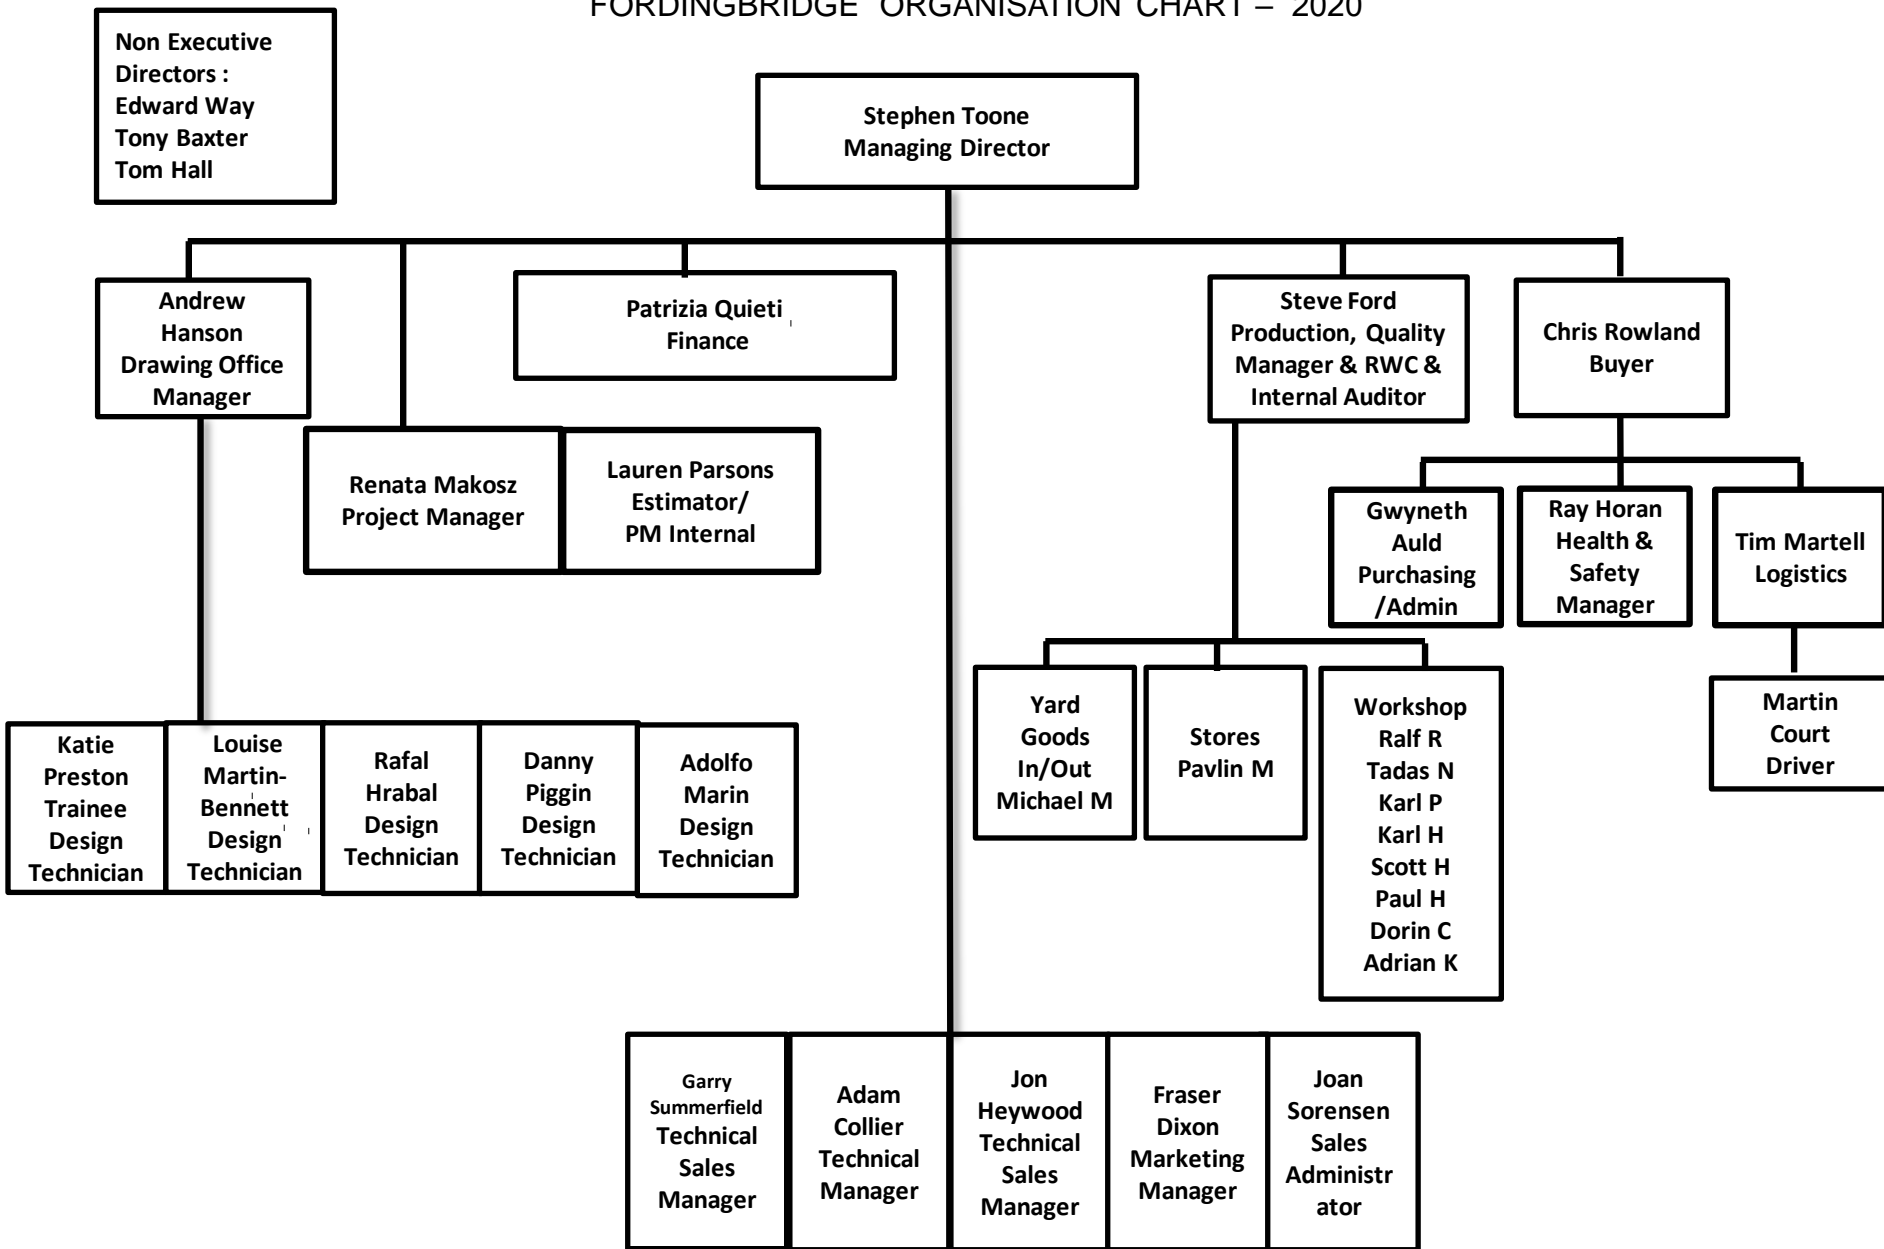 FORDINGBRIDGE ORGANISATION CHART – 2020
Non Executive
Directors :
Edward Way
Tony Baxter
Tom Hall
Stephen Toone
Managing Director
Andrew
Hanson
Drawing Office
Manager
Patrizia Quieti
Finance
Steve Ford
Production, Quality
Manager & RWC &
Internal Auditor
Chris Rowland
Buyer
Renata Makosz
Project Manager
Lauren Parsons
Estimator/
PM Internal
Gwyneth
Auld
Purchasing
/Admin
Ray Horan
Health &
Safety
Manager
Tim Martell
Logistics
Yard
Goods
In/Out
Michael M
Stores
Pavlin M
Workshop
Ralf R
Tadas N
Karl P
Karl H
Scott H
Paul H
Dorin C
Adrian K
Martin
Court
Driver
Katie
Preston
Trainee
Design
Technician
Louise
Martin-
Bennett
Design
Technician
Rafal
Hrabal
Design
Technician
Danny
Piggin
Design
Technician
Adolfo
Marin
Design
Technician
Garry
Summerfield
Technical
Sales
Manager
Adam
Collier
Technical
Manager
Jon
Heywood
Technical
Sales
Manager
Fraser
Dixon
Marketing
Manager
Joan
Sorensen
Sales
Administr
ator